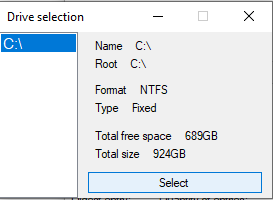 Drive selection
C:\
Name C:\
Root C:\
Format NTFS
Type Fixed
Total free space 689GB
Total size 924GB
Select